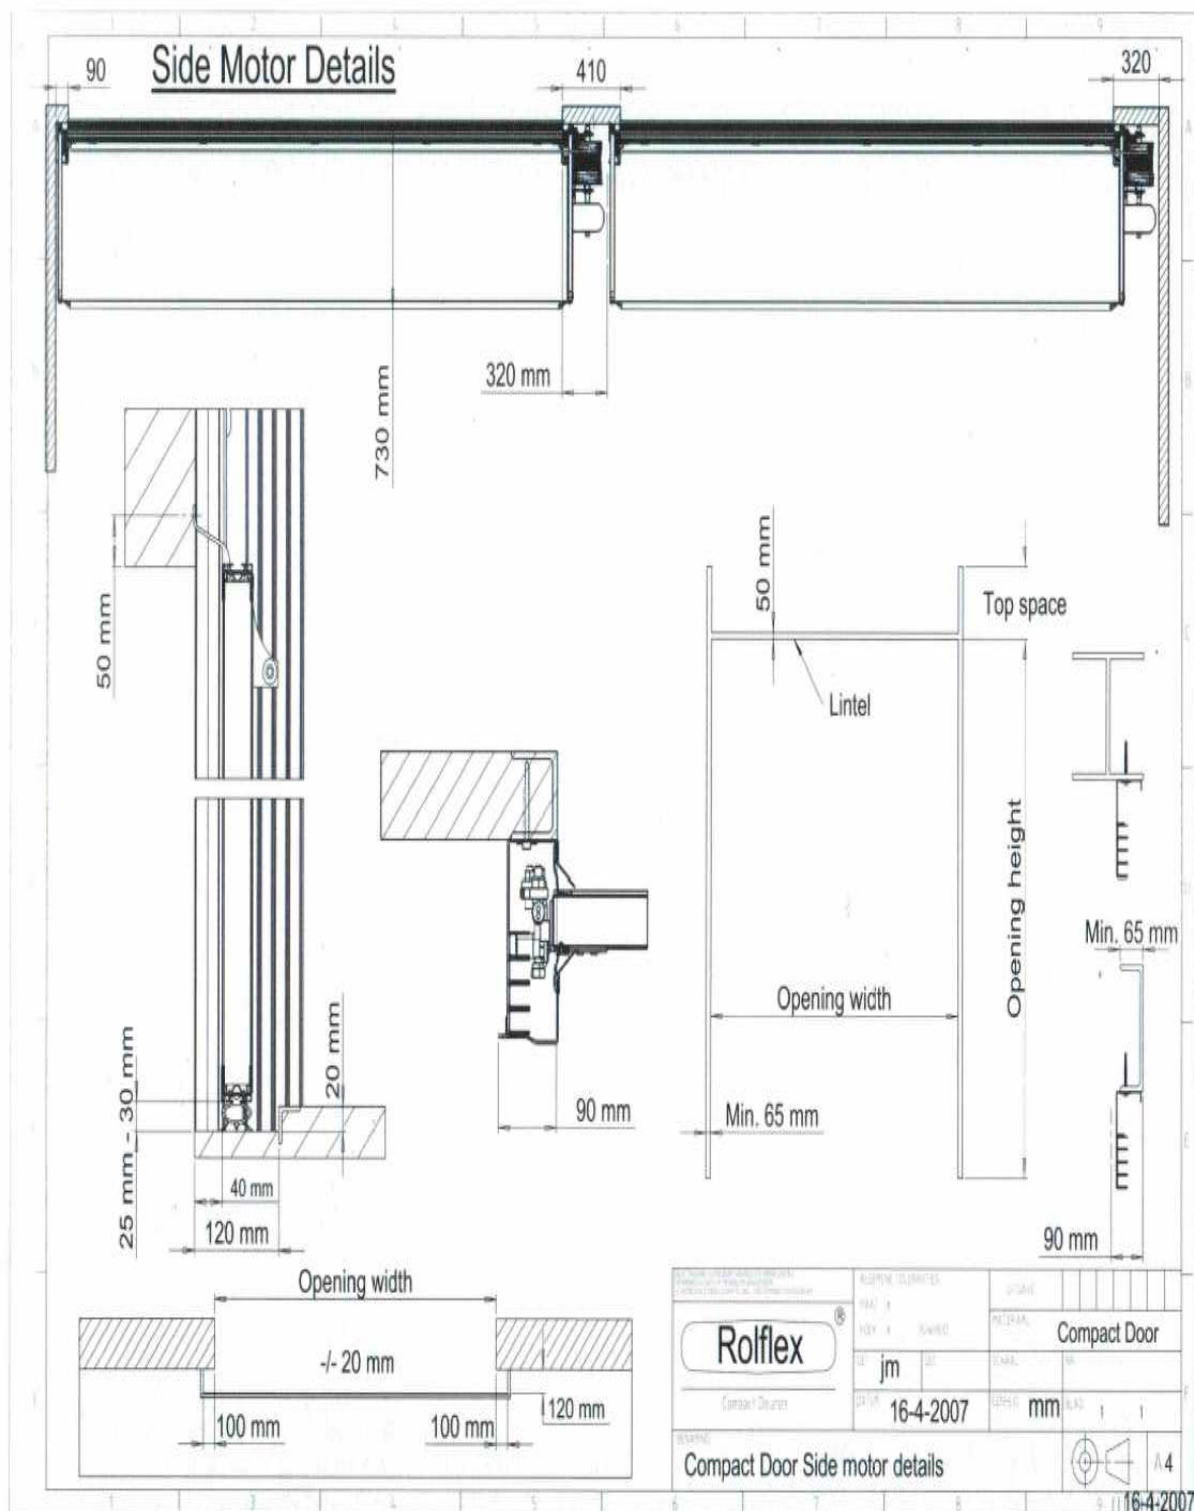 Side Motor Details
90
410
320
320 mm
730 mm
50 mm
50 mm
Top space
Lintel
Opening height
Min. 65 mm
Opening width
25 mm - 30 mm
20 mm
90 mm
Min. 65 mm
40 mm
120 mm
90 mm
Opening width
-/- 20 mm
100 mm
100 mm
120 mm
Rolflex ®
Compact Deuren
Compact Door
jm
16-4-2007
mm
1 1
Compact Door Side motor details
A4
16-4-2007